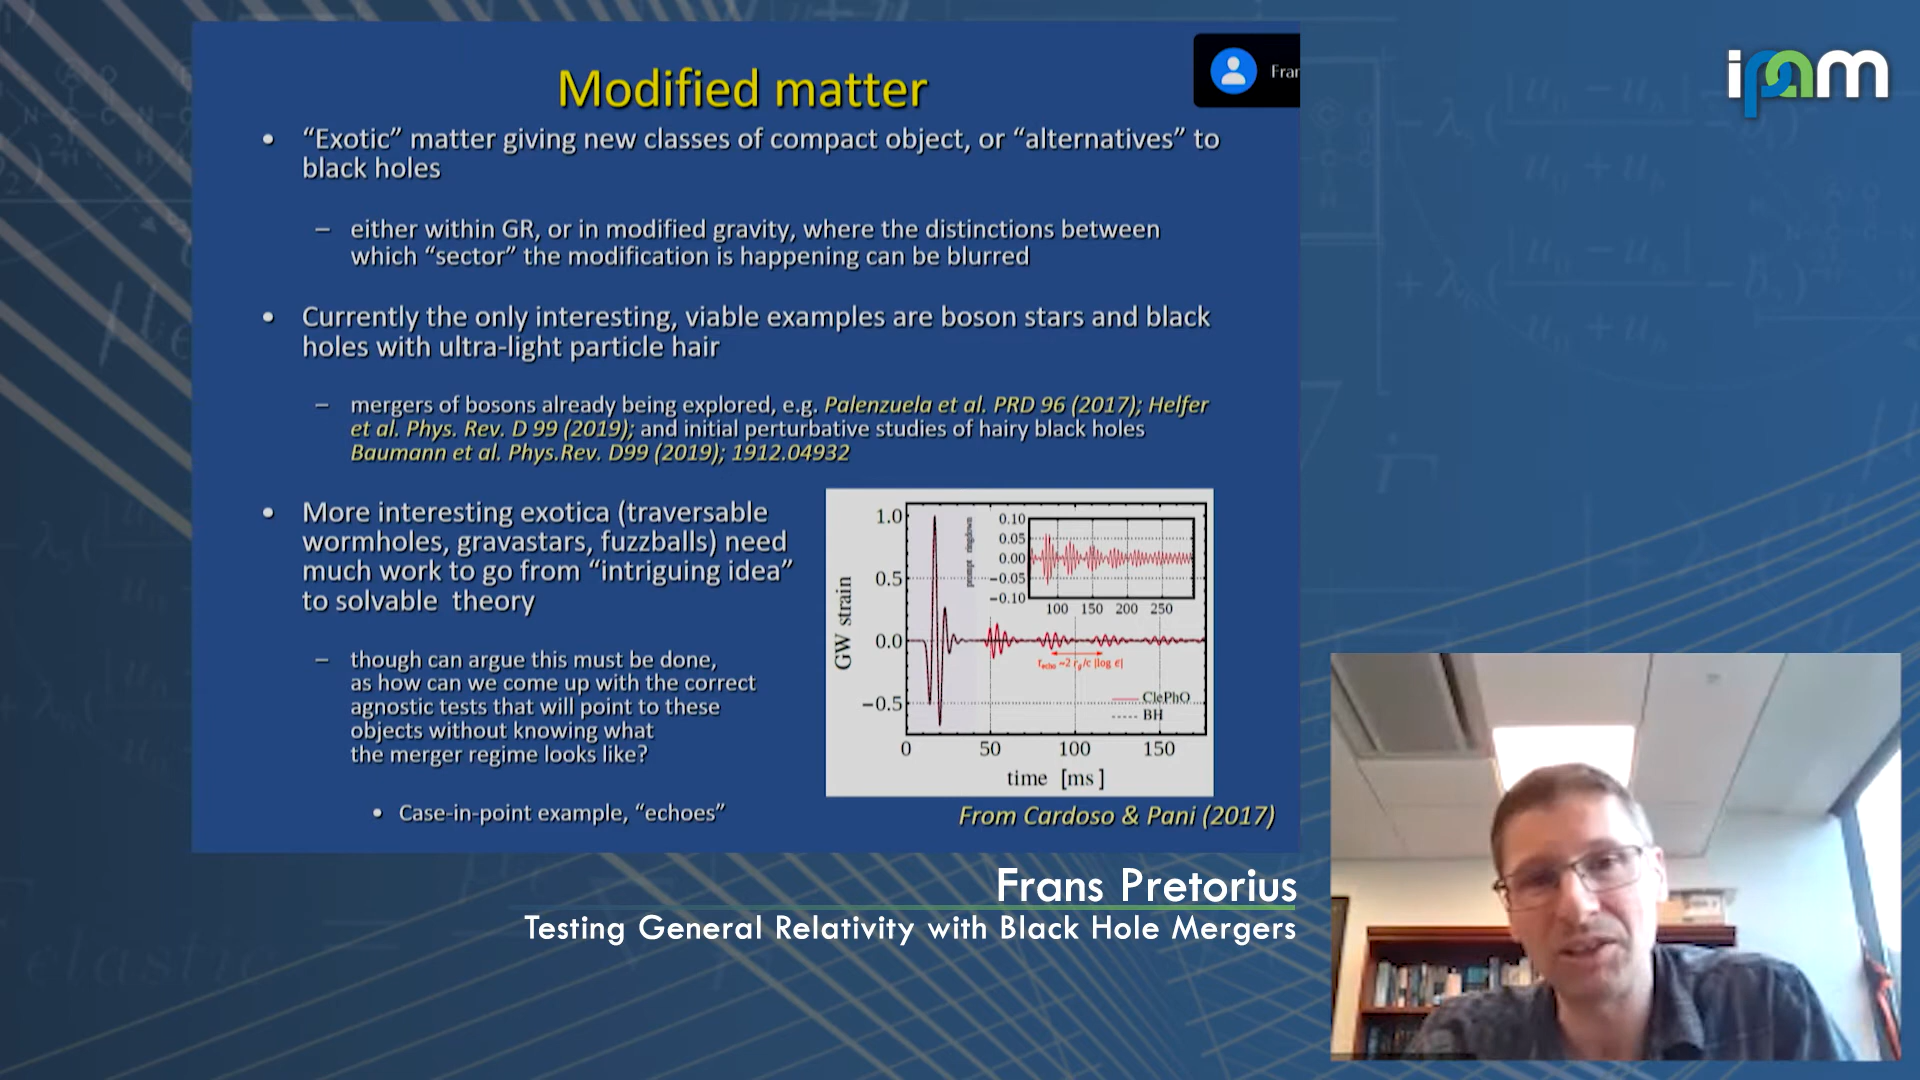 Modified matter
Fran
ipam
• “Exotic” matter giving new classes of compact object, or “alternatives” to
black holes
– either within GR, or in modified gravity, where the distinctions between
which “sector” the modification is happening can be blurred
• Currently the only interesting, viable examples are boson stars and black
holes with ultra-light particle hair
– mergers of bosons already being explored, e.g. Palenzuela et al. PRD 96 (2017); Helfer
et al. Phys. Rev. D 99 (2019); and initial perturbative studies of hairy black holes
Baumann et al. Phys.Rev. D99 (2019); 1912.04932
• More interesting exotica (traversable
wormholes, gravastars, fuzzballs) need
much work to go from “intriguing idea”
to solvable theory
– though can argue this must be done,
as how can we come up with the correct
agnostic tests that will point to these
objects without knowing what
the merger regime looks like?
• Case-in-point example, “echoes”
GW strain
1.0
0.5
0.0
−0.5
0
50
100
150
time [ms]
prompt ringdown
0.10
0.05
0.00
−0.05
−0.10
100
150
200
250
τecho ~2 rg/c |log ϵ|
ClePhO
BH
From Cardoso & Pani (2017)
Frans Pretorius
Testing General Relativity with Black Hole Mergers